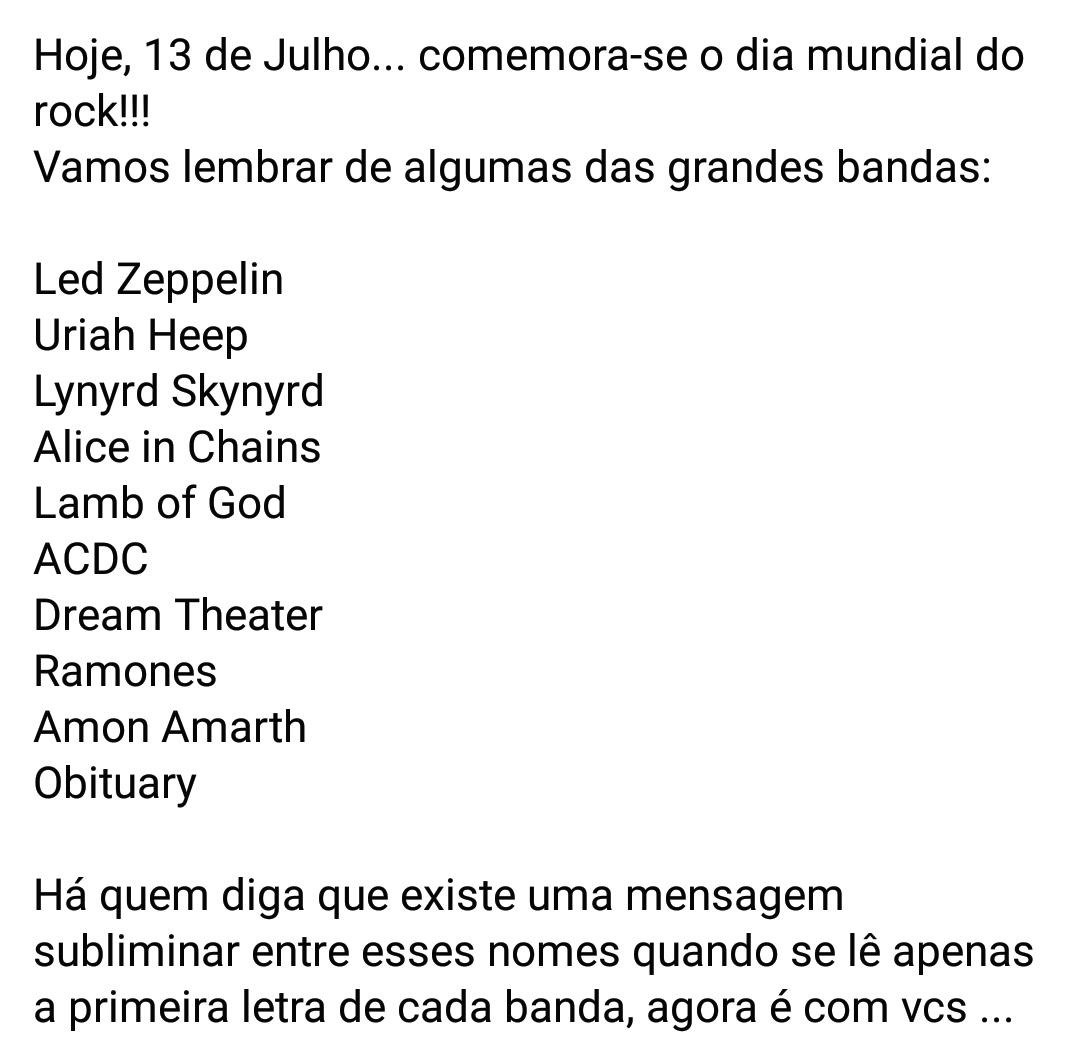 Hoje, 13 de Julho... comemora-se o dia mundial do
rock!!!
Vamos lembrar de algumas das grandes bandas:
Led Zeppelin
Uriah Heep
Lynyrd Skynyrd
Alice in Chains
Lamb of God
ACDC
Dream Theater
Ramones
Amon Amarth
Obituary
Há quem diga que existe uma mensagem
subliminar entre esses nomes quando se lê apenas
a primeira letra de cada banda, agora é com vcs ...